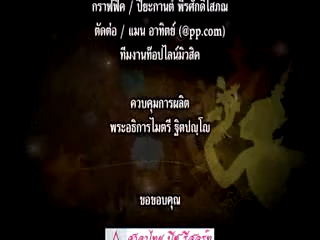 กราฟฟิค / ปิยะกานต์ พีรศักดิ์โสภณ
ตัดต่อ / แมน อาทิตย์ (@pp.com)
ทีมงานท๊อปไลน์มิวสิค
ควบคุมการผลิต
พระอธิการไมตรี ฐิตปญฺโญ
ขอขอบคุณ